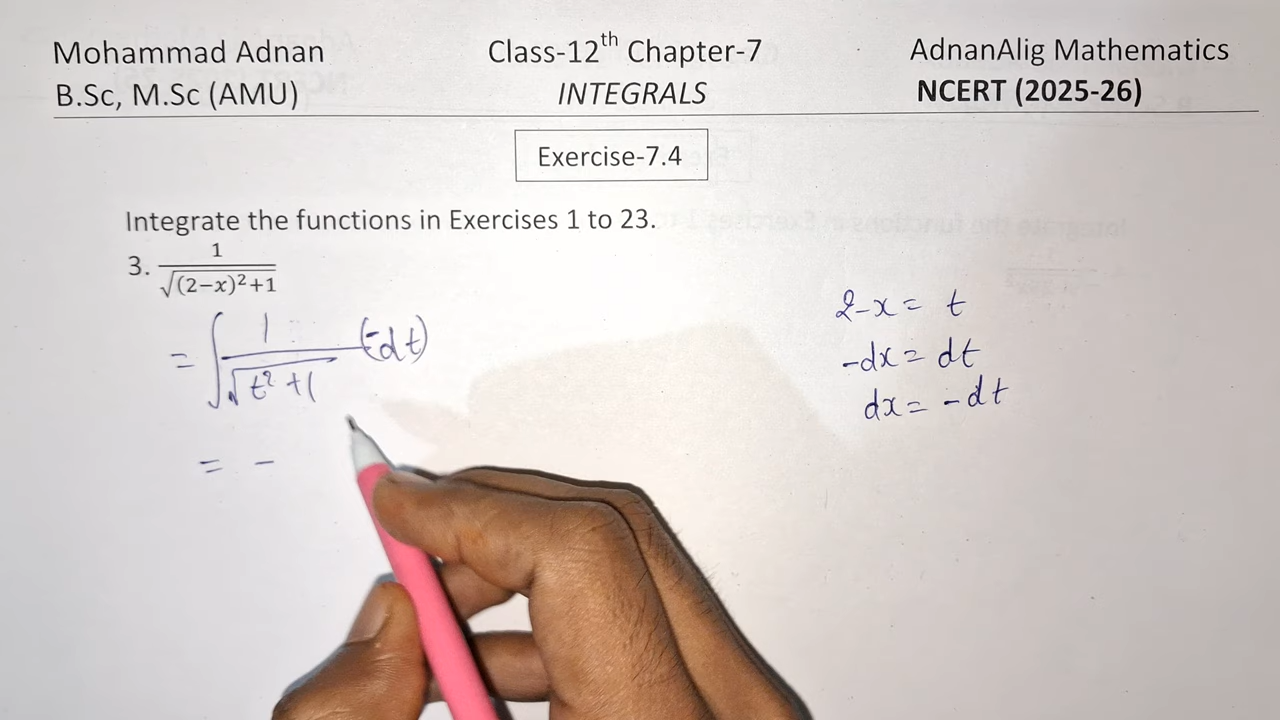 Mohammad Adnan
B.Sc, M.Sc (AMU)
Class-12th Chapter-7
INTEGRALS
AdnanAlig Mathematics
NCERT (2025-26)
Exercise-7.4
Integrate the functions in Exercises 1 to 23.
3. 1/√((2−x)²+1)
= ∫ 1/√(t²+1) (-dt)
= -
2-x = t
-dx = dt
dx = -dt